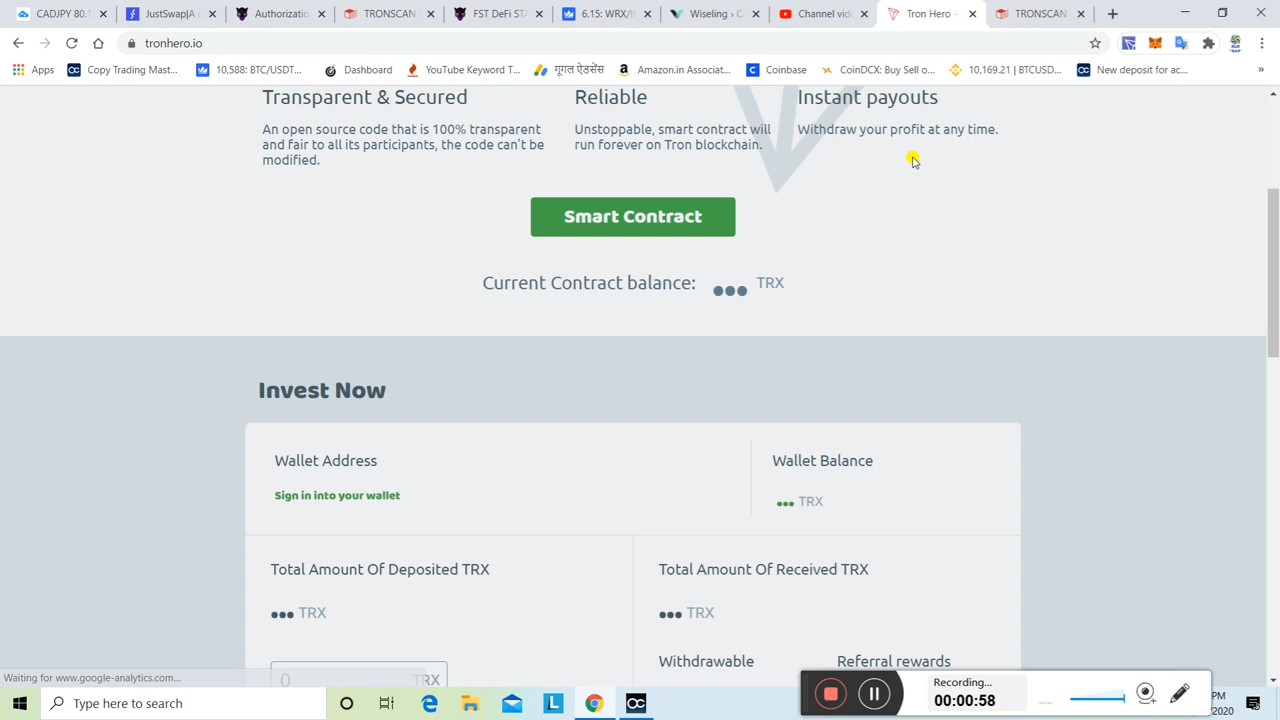 CADJPY 80.1
JustSwap|A c
Authorizatio
TRONSCAN
FST DeFi STA
6.15: WRX/IN
Wiseling › Ca
Channel vide
Tron Hero -
TRONSCAN
tronhero.io
Apps
Copy Trading Mast...
10,588: BTC/USDT...
Dashboard
YouTube Keyword T...
गूगल ऐडसेंस
Amazon.in Associat...
Coinbase
CoinDCX: Buy Sell o...
10,169.21 | BTCUSD...
New deposit for ac...
»
Transparent & Secured
An open source code that is 100% transparent
and fair to all its participants, the code can't be
modified.
Reliable
Unstoppable, smart contract will
run forever on Tron blockchain.
Instant payouts
Withdraw your profit at any time.
Smart Contract
Current Contract balance: ●●● TRX
Invest Now
Wallet Address
Sign in into your wallet
Wallet Balance
●●● TRX
Total Amount Of Deposited TRX
●●● TRX
Total Amount Of Received TRX
●●● TRX
0 TRX
Withdrawable
Referral rewards
Waiting for www.google-analytics.com...
Type here to search
Recording...
00:00:58
PM
/2020